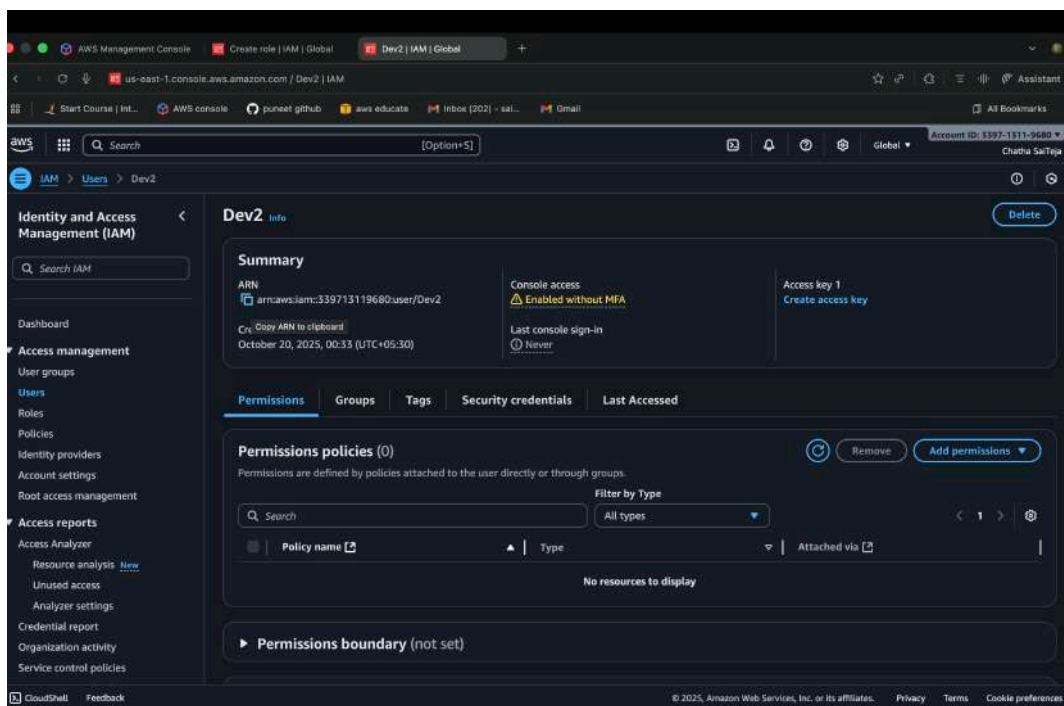 AWS Management Console Create role | IAM | Global Dev2 | IAM | Global
us-east-1.console.aws.amazon.com / Dev2 | IAM Assistant
Start Course | Int... AWS console puneet github aws educate Inbox (202) - sai... Gmail All Bookmarks
aws Search [Option+S] Global Account ID: 3397-1311-9680
Chatha SaiTeja
IAM > Users > Dev2
Identity and Access Management (IAM)
Search IAM
Dashboard
Access management
User groups
Users
Roles
Policies
Identity providers
Account settings
Root access management
Access reports
Access Analyzer
Resource analysis New
Unused access
Analyzer settings
Credential report
Organization activity
Service control policies
Dev2 Info Delete
Summary
ARN
arn:aws:iam::339713119680:user/Dev2
Copy ARN to clipboard
October 20, 2025, 00:33 (UTC+05:30)
Console access
Enabled without MFA
Last console sign-in
Never
Access key 1
Create access key
Permissions Groups Tags Security credentials Last Accessed
Permissions policies (0) Remove Add permissions
Permissions are defined by policies attached to the user directly or through groups.
Filter by Type
Search All types 1
Policy name Type Attached via
No resources to display
Permissions boundary (not set)
CloudShell Feedback © 2025, Amazon Web Services, Inc. or its affiliates. Privacy Terms Cookie preferences